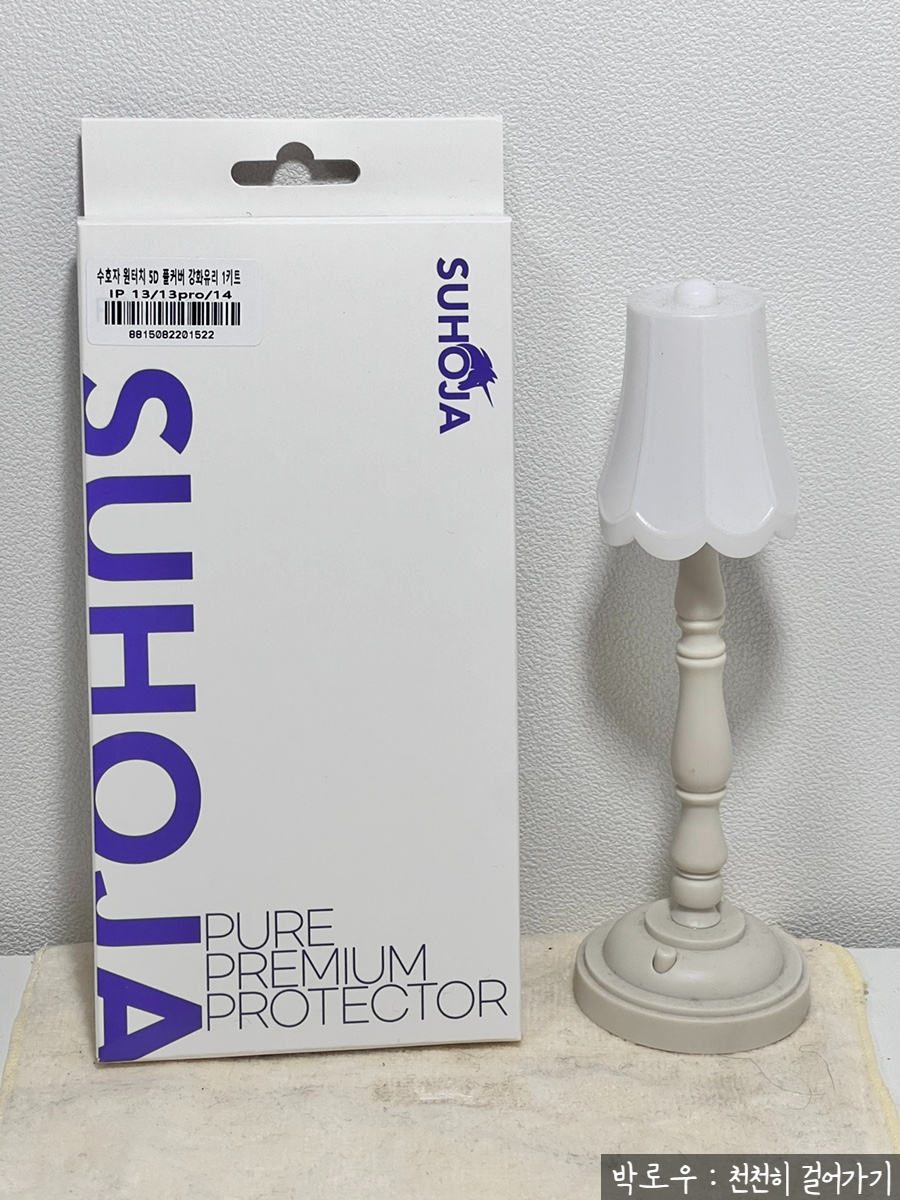 수호자 원터치 5D 풀커버 강화유리 1키트
IP 13/13pro/14
8815082201522
SUHOJA
SUHOJA
PURE
PREMIUM
PROTECTOR
박로우 : 천천히 걸어가기